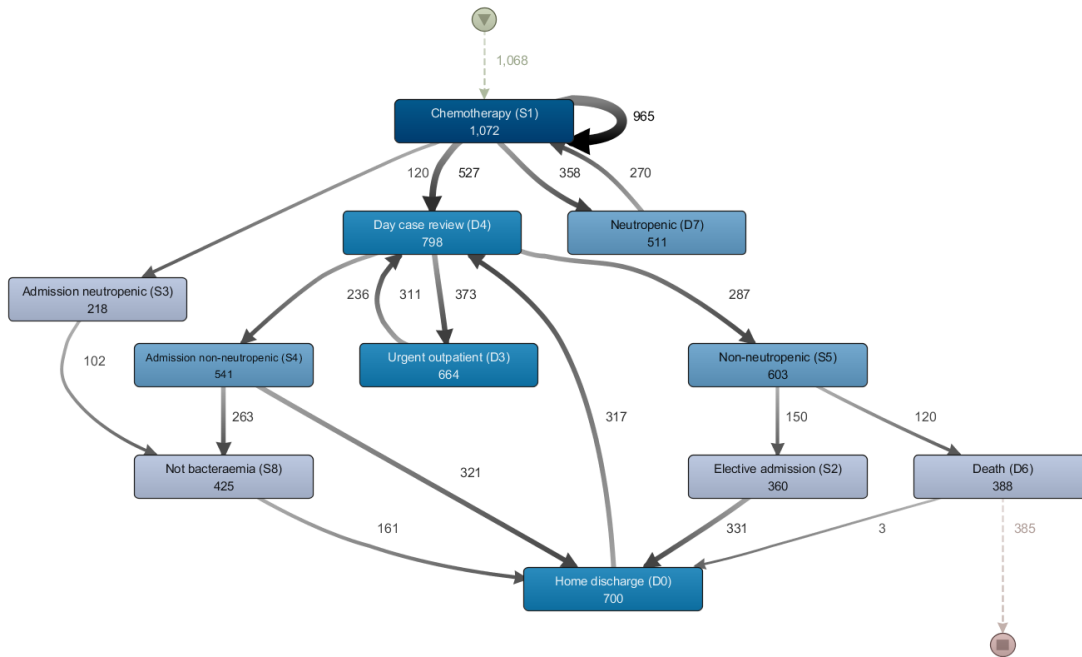 1,068
Chemotherapy (S1)
1,072
965
120
527
358
270
Day case review (D4)
798
Neutropenic (D7)
511
Admission neutropenic (S3)
218
236
311
373
287
102
Admission non-neutropenic (S4)
541
Urgent outpatient (D3)
664
Non-neutropenic (S5)
603
263
317
150
120
321
Not bacteraemia (S8)
425
Elective admission (S2)
360
Death (D6)
388
161
331
3
385
Home discharge (D0)
700